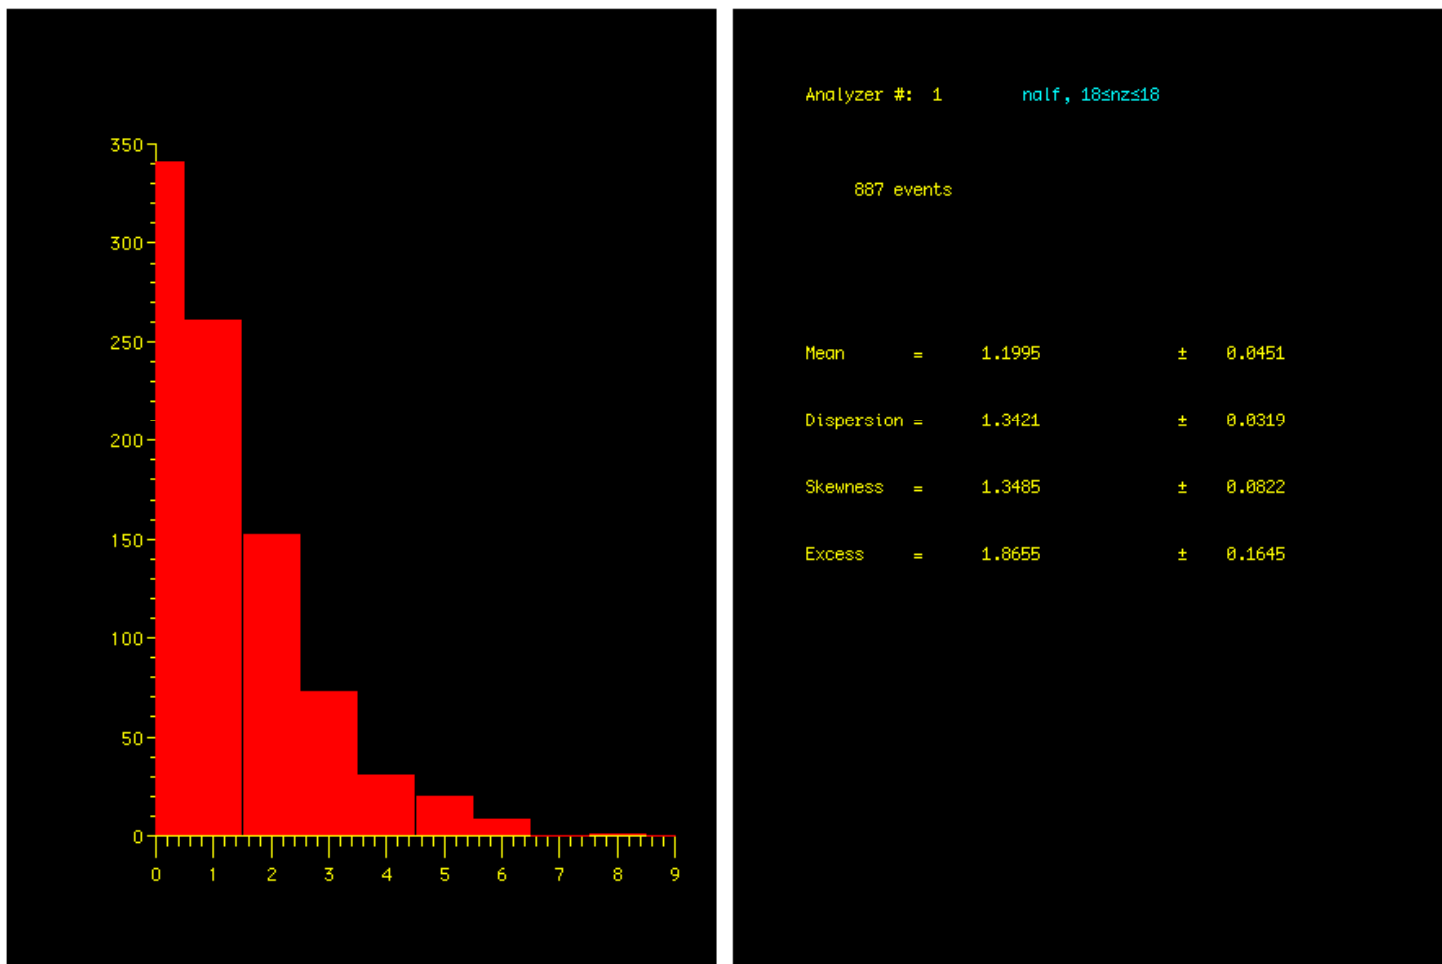 350
300
250
200
150
100
50
0
0 1 2 3 4 5 6 7 8 9
Analyzer #: 1 nalf, 18≤nz≤18
887 events
Mean = 1.1995 ± 0.0451
Dispersion = 1.3421 ± 0.0319
Skewness = 1.3485 ± 0.0822
Excess = 1.8655 ± 0.1645